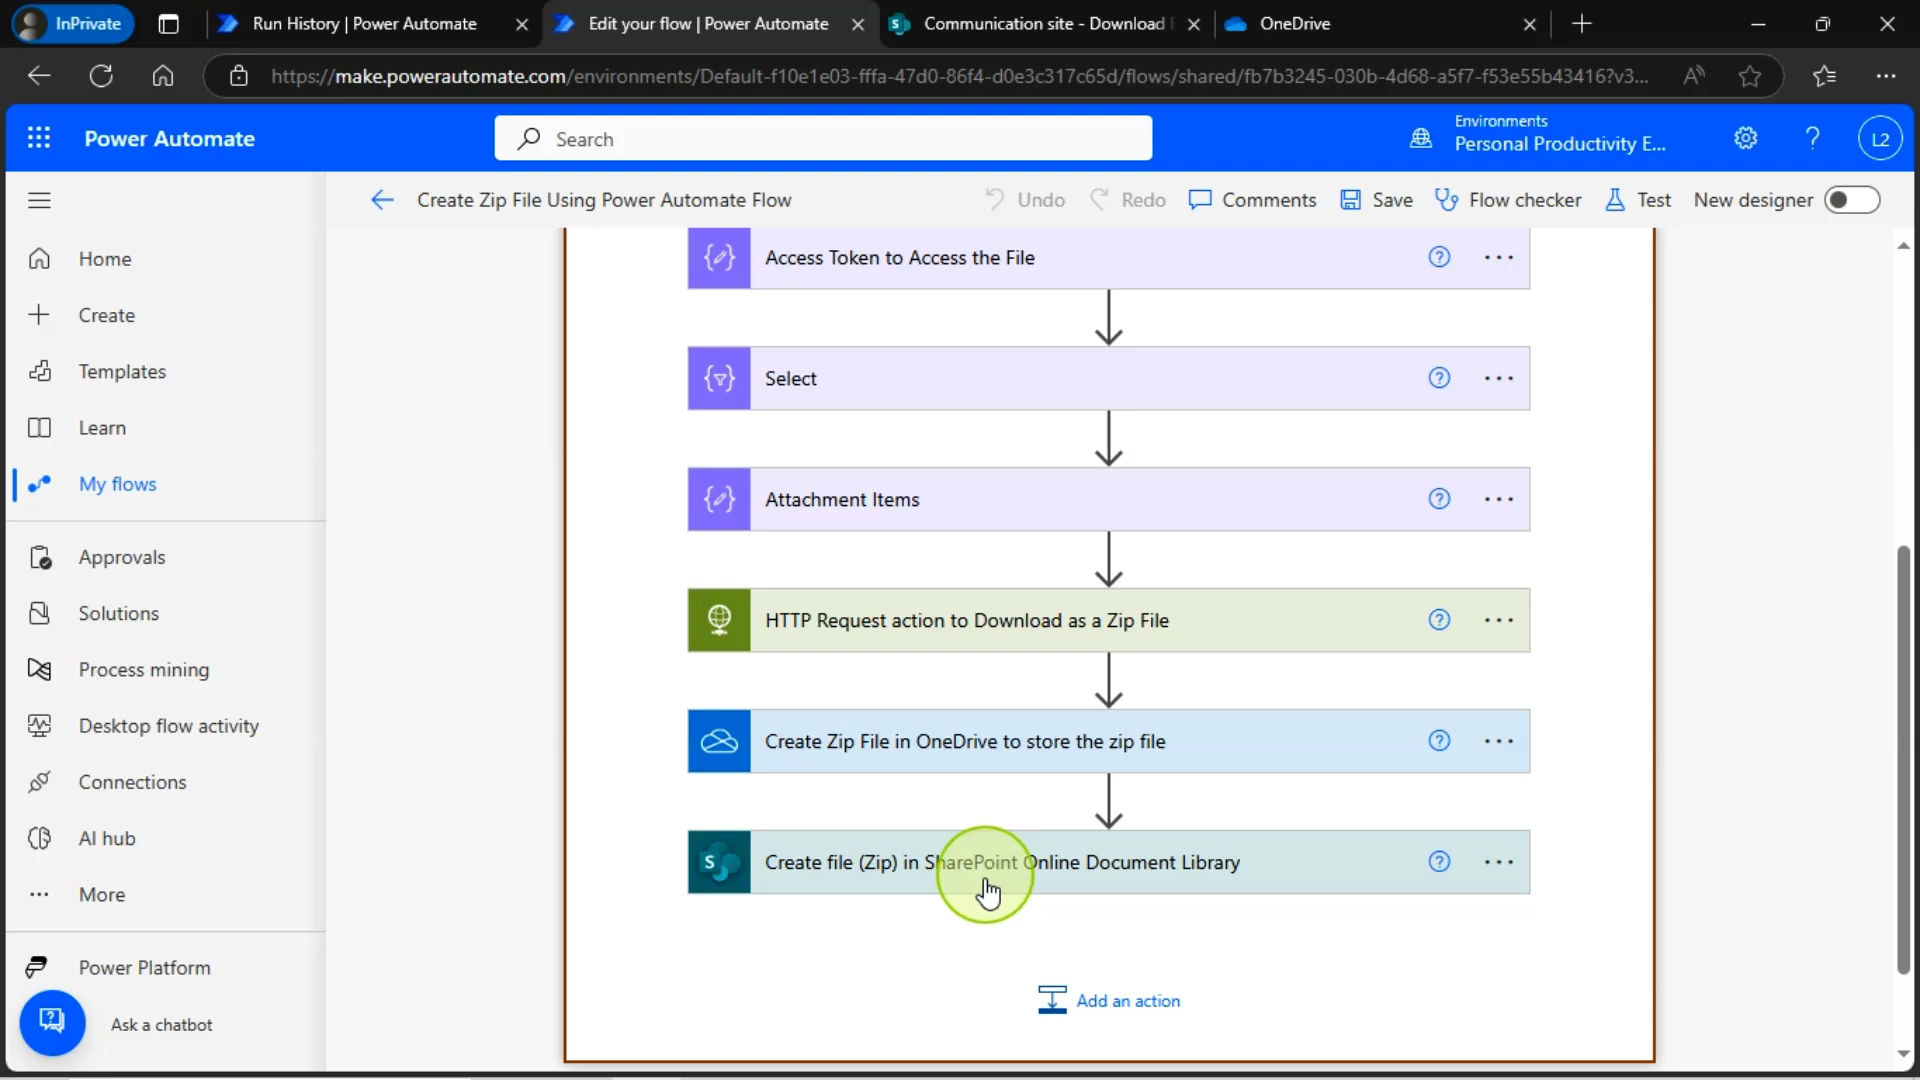 InPrivate
Run History | Power Automate
Edit your flow | Power Automate
Communication site - Download
OneDrive
https://make.powerautomate.com/environments/Default-f10e1e03-fffa-47d0-86f4-d0e3c317c65d/flows/shared/fb7b3245-030b-4d68-a5f7-f53e55b43416?v3...
Power Automate
Search
Environments
Personal Productivity E...
?
L2
Create Zip File Using Power Automate Flow
Undo
Redo
Comments
Save
Flow checker
Test
New designer
Home
Create
Templates
Learn
My flows
Approvals
Solutions
Process mining
Desktop flow activity
Connections
AI hub
More
Power Platform
Ask a chatbot
Access Token to Access the File
Select
Attachment Items
HTTP Request action to Download as a Zip File
Create Zip File in OneDrive to store the zip file
Create file (Zip) in SharePoint Online Document Library
Add an action